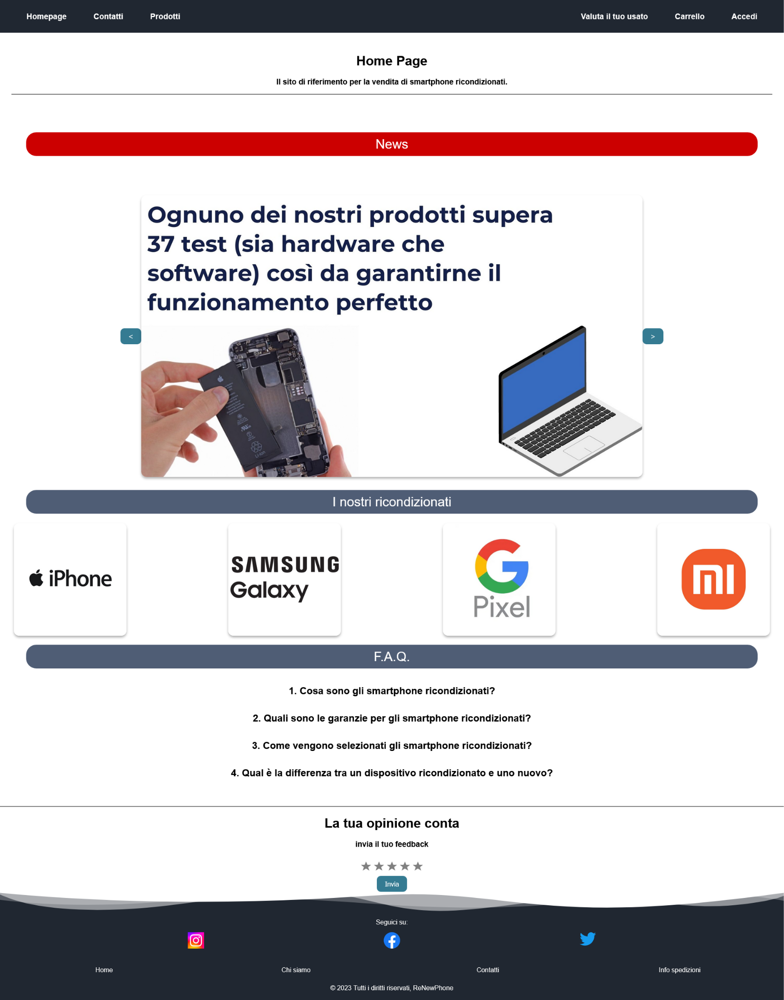 Homepage
Contatti
Prodotti
Valuta il tuo usato
Carrello
Accedi
Home Page
Il sito di riferimento per la vendita di smartphone ricondizionati.
News
Ognuno dei nostri prodotti supera
37 test (sia hardware che
software) così da garantirne il
funzionamento perfetto
<
>
Li-ion
I nostri ricondizionati
iPhone
SAMSUNG
Galaxy
G
Pixel
mi
F.A.Q.
1. Cosa sono gli smartphone ricondizionati?
2. Quali sono le garanzie per gli smartphone ricondizionati?
3. Come vengono selezionati gli smartphone ricondizionati?
4. Qual è la differenza tra un dispositivo ricondizionato e uno nuovo?
La tua opinione conta
invia il tuo feedback
Invia
Seguici su:
Home
Chi siamo
Contatti
Info spedizioni
© 2023 Tutti i diritti riservati, ReNewPhone